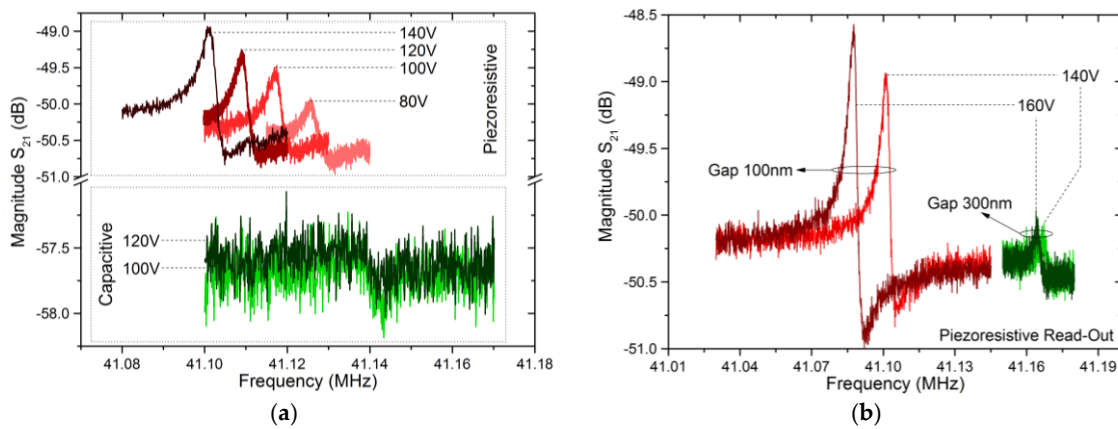 -49.0
-49.5
-50.0
-50.5
-51.0
-57.5
-58.0
Magnitude S21 (dB)
140V
120V
100V
80V
Piezoresistive
Capacitive
120V
100V
41.08 41.10 41.12 41.14 41.16 41.18
Frequency (MHz)
(a)
-48.5
-49.0
-49.5
-50.0
-50.5
-51.0
Magnitude S21 (dB)
140V
160V
Gap 100nm
Gap 300nm
Piezoresistive Read-Out
41.01 41.04 41.07 41.10 41.13 41.16 41.19
Frequency (MHz)
(b)